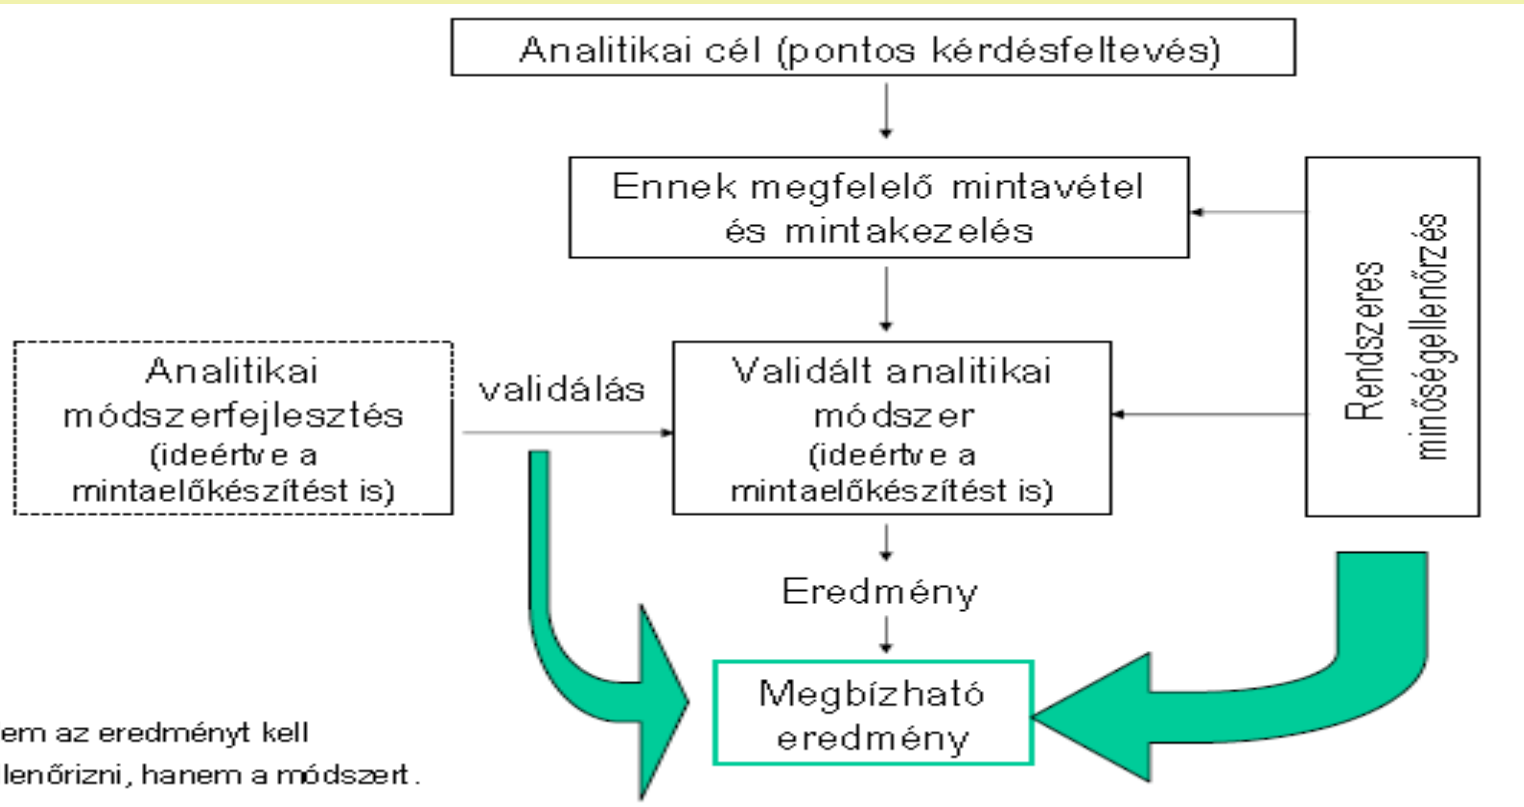 Analitikai cél (pontos kérdésfeltevés)
Ennek megfelelő mintavétel
és mintakezelés
Rendszeres
minőségellenőrzés
Analitikai
módszerfejlesztés
(ideértve a
mintaelőkészítést is)
validálás
Validált analitikai
módszer
(ideértve a
mintaelőkészítést is)
Eredmény
Megbízható
eredmény
em az eredményt kell
lenőrizni, hanem a módszert.